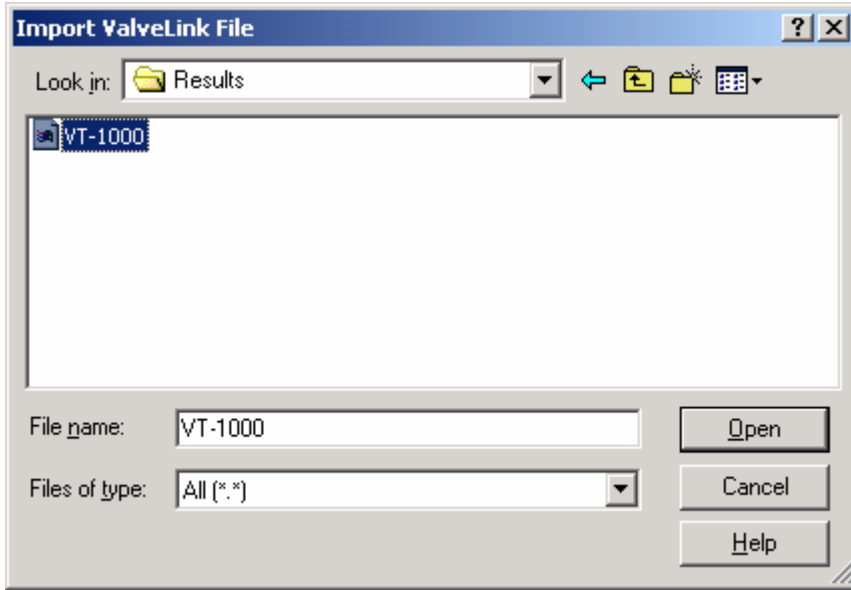 Import ValveLink File
Look in: Results
VT-1000
File name: VT-1000 Open
Files of type: All (*.*) Cancel
Help